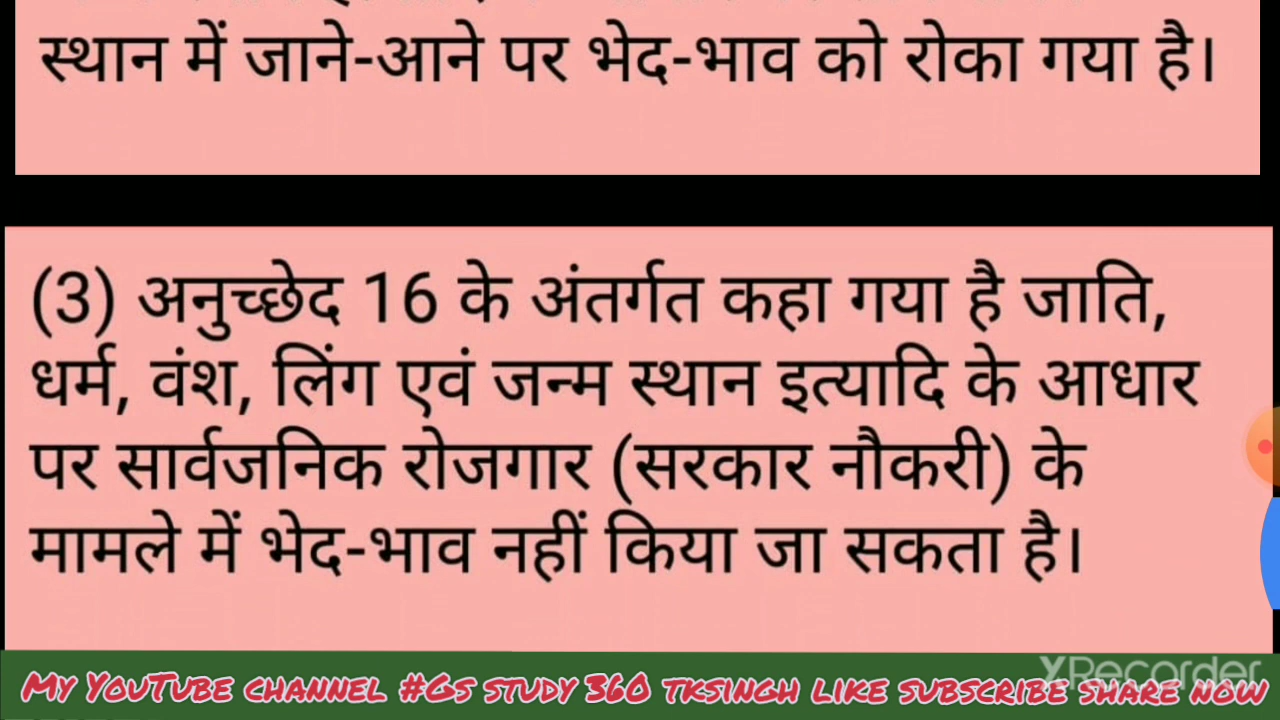 स्थान में जाने-आने पर भेद-भाव को रोका गया है।
(3) अनुच्छेद 16 के अंतर्गत कहा गया है जाति,
धर्म, वंश, लिंग एवं जन्म स्थान इत्यादि के आधार
पर सार्वजनिक रोजगार (सरकार नौकरी) के
मामले में भेद-भाव नहीं किया जा सकता है।
XRecorder
My YouTube channel #Gs study 360 tksingh like subscribe share now